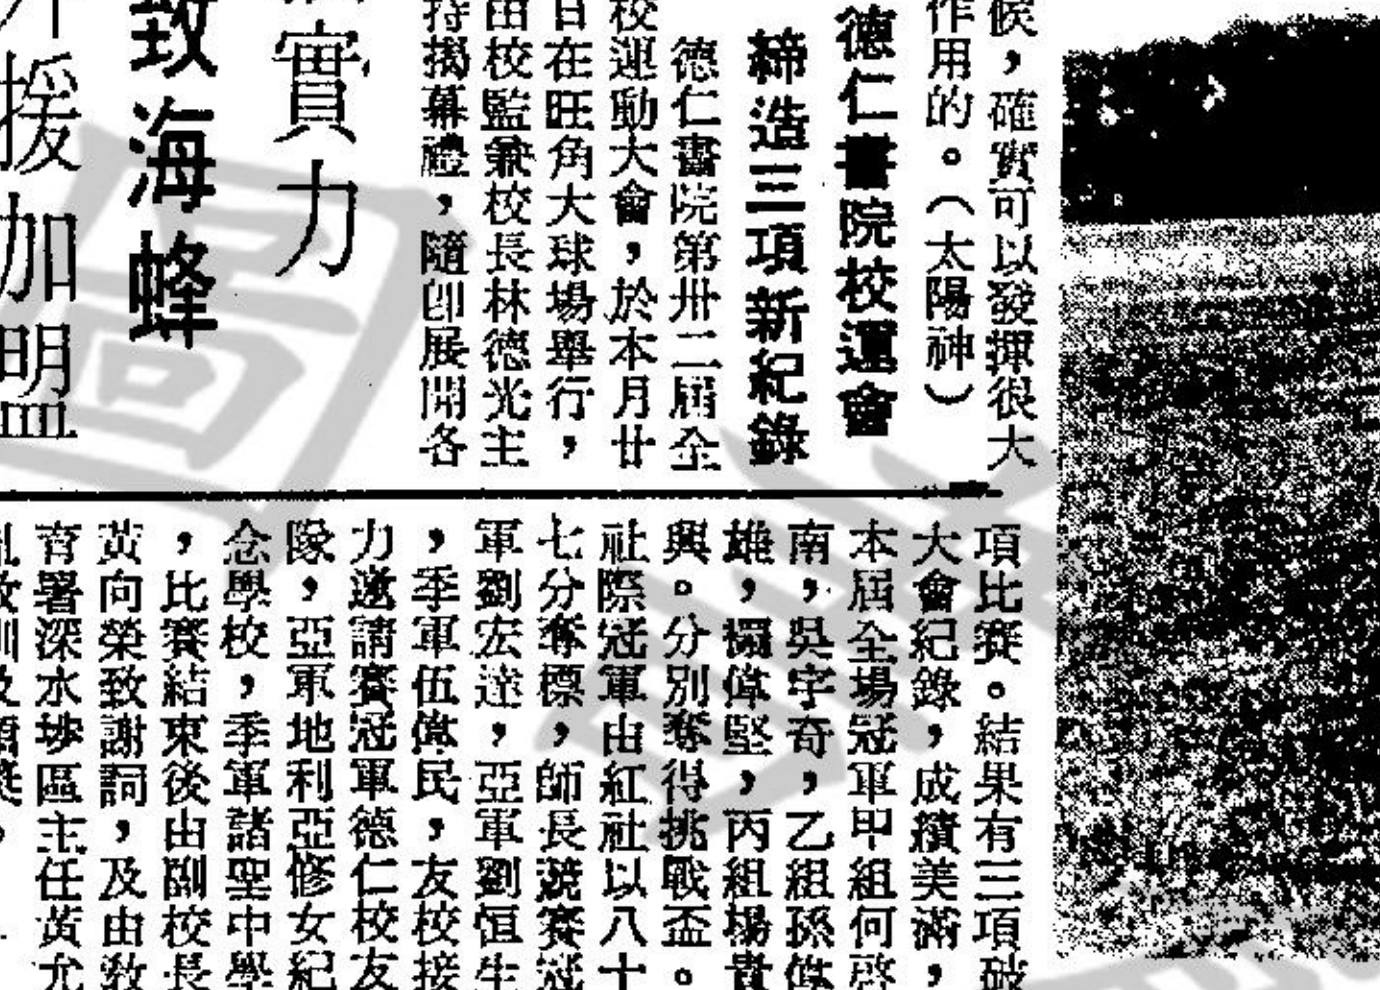 候，確實可以發揮很大
作用的。（太陽神）
德仁書院校運會
締造三項新紀錄
德仁書院第卅二屆全
校運動大會，於本月廿
日在旺角大球場舉行，
由校監兼校長林德光主
持揭幕禮，隨即展開各
實力
致海蜂
援加明
項比賽。結果有三項破
大會紀錄，成績美滿，
本屆全場冠軍甲組何啓
南，吳宇奇，乙組孫偉
雄，偉堅，丙組楊貴
興。分別奪得挑戰盃。
社際冠軍由紅社以八十
七分奪標，師長競賽冠
軍劉宏達，亞軍劉恒生
，季軍伍偉民，友校接
力邀請賽冠軍德仁校友
隊，亞軍地利亞修女紀
念學校，季軍諸聖中學
，比賽結束後由副校長
黃向榮致謝詞，及由教
育署深水埗區主任黃允
圖書